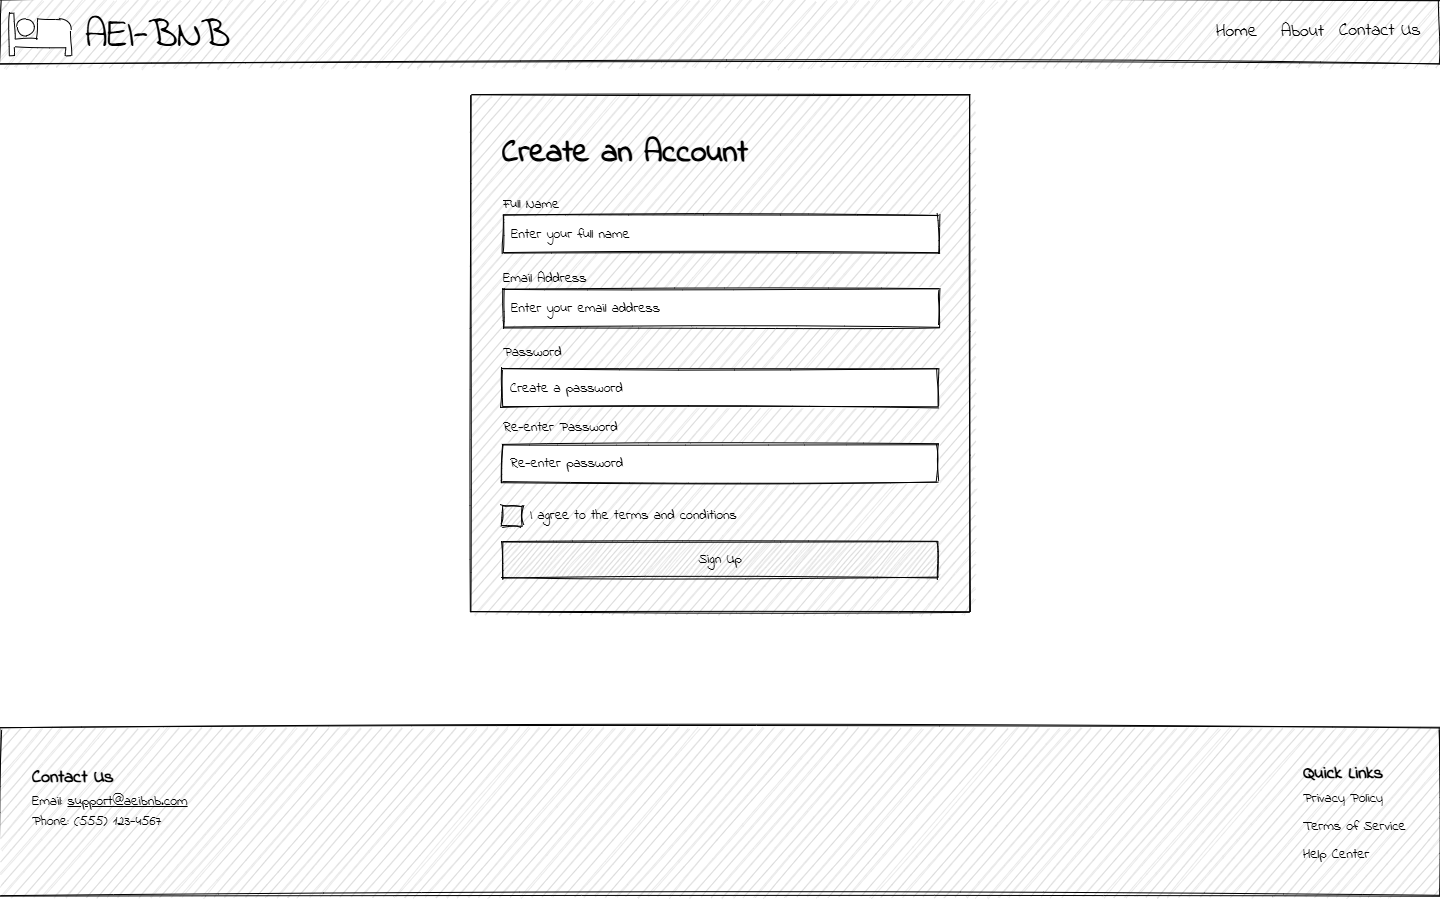 AEI-BNB
Home About Contact Us
Create an Account
Full Name
Enter your full name
Email Address
Enter your email address
Password
Create a password
Re-enter Password
Re-enter password
I agree to the terms and conditions
Sign Up
Contact Us
Email: support@aeibnb.com
Phone: (555) 123-4567
Quick Links
Privacy Policy
Terms of Service
Help Center